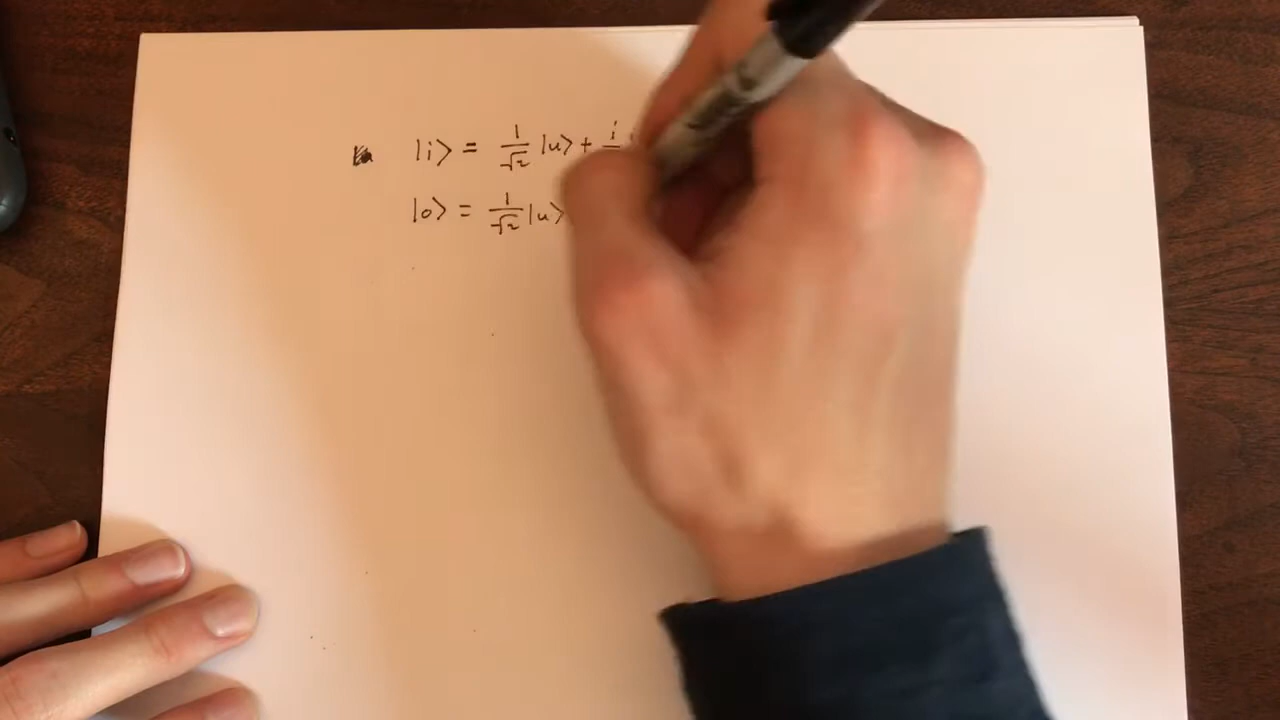 |i⟩ = 1/√2 |u⟩ + i
|o⟩ = 1/√2 |u⟩